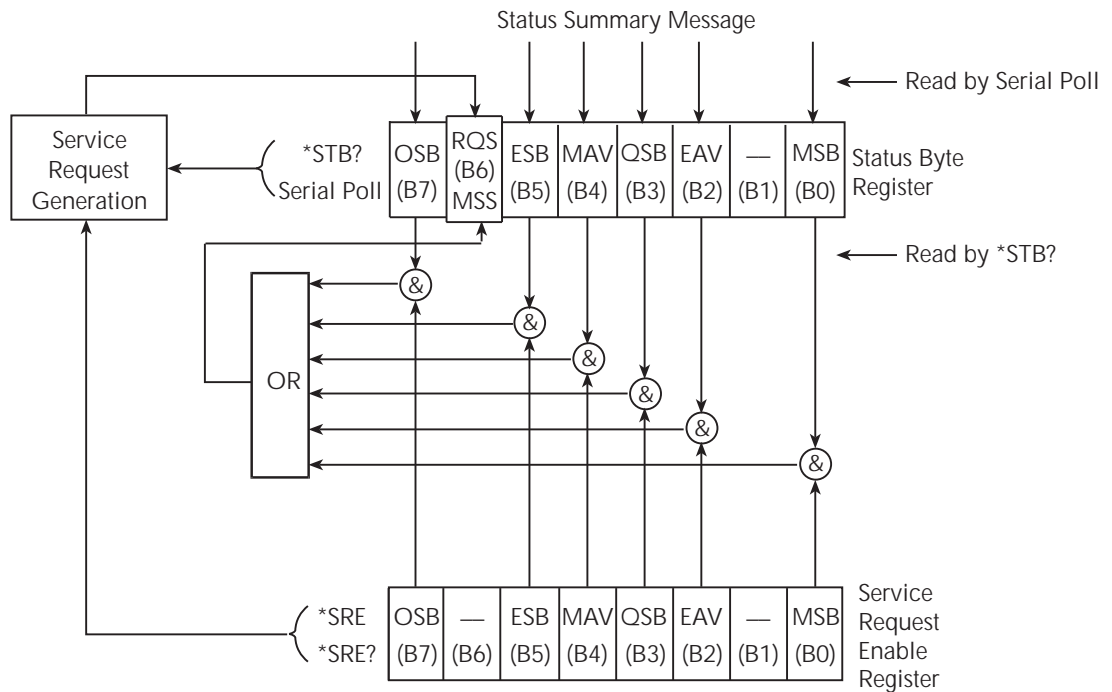 Status Summary Message
Read by Serial Poll
Service
Request
Generation
*STB?
Serial Poll
OSB
(B7)
RQS
(B6)
MSS
ESB
(B5)
MAV
(B4)
QSB
(B3)
EAV
(B2)
—
(B1)
MSB
(B0)
Status Byte
Register
Read by *STB?
&
&
&
&
&
&
OR
*SRE
*SRE?
OSB
(B7)
—
(B6)
ESB
(B5)
MAV
(B4)
QSB
(B3)
EAV
(B2)
—
(B1)
MSB
(B0)
Service
Request
Enable
Register